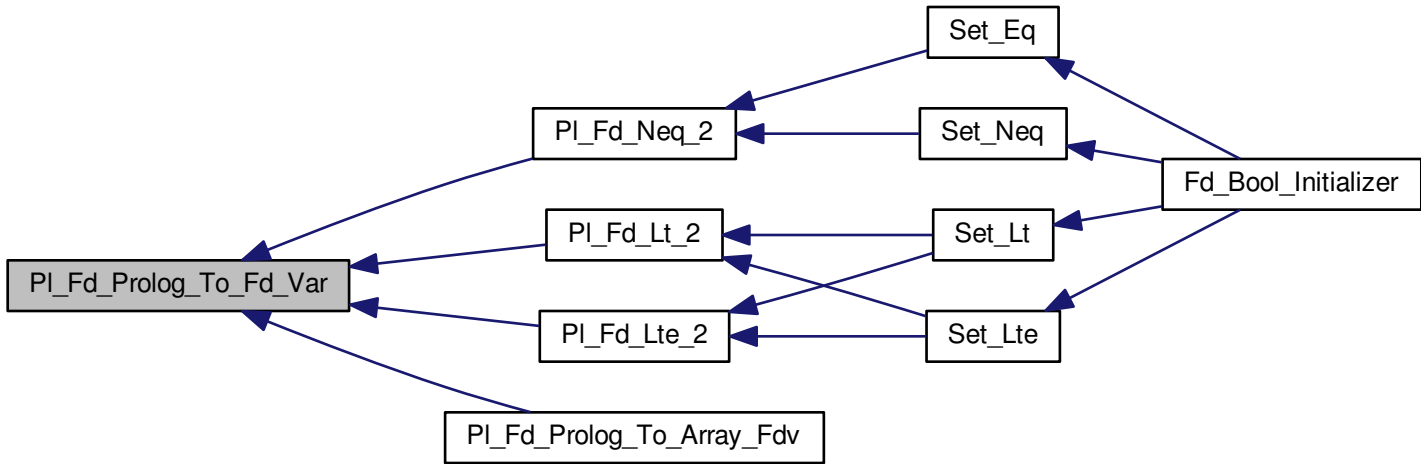 Set_Eq
Pl_Fd_Neq_2
Set_Neq
Fd_Bool_Initializer
Pl_Fd_Lt_2
Set_Lt
Pl_Fd_Prolog_To_Fd_Var
Pl_Fd_Lte_2
Set_Lte
Pl_Fd_Prolog_To_Array_Fdv